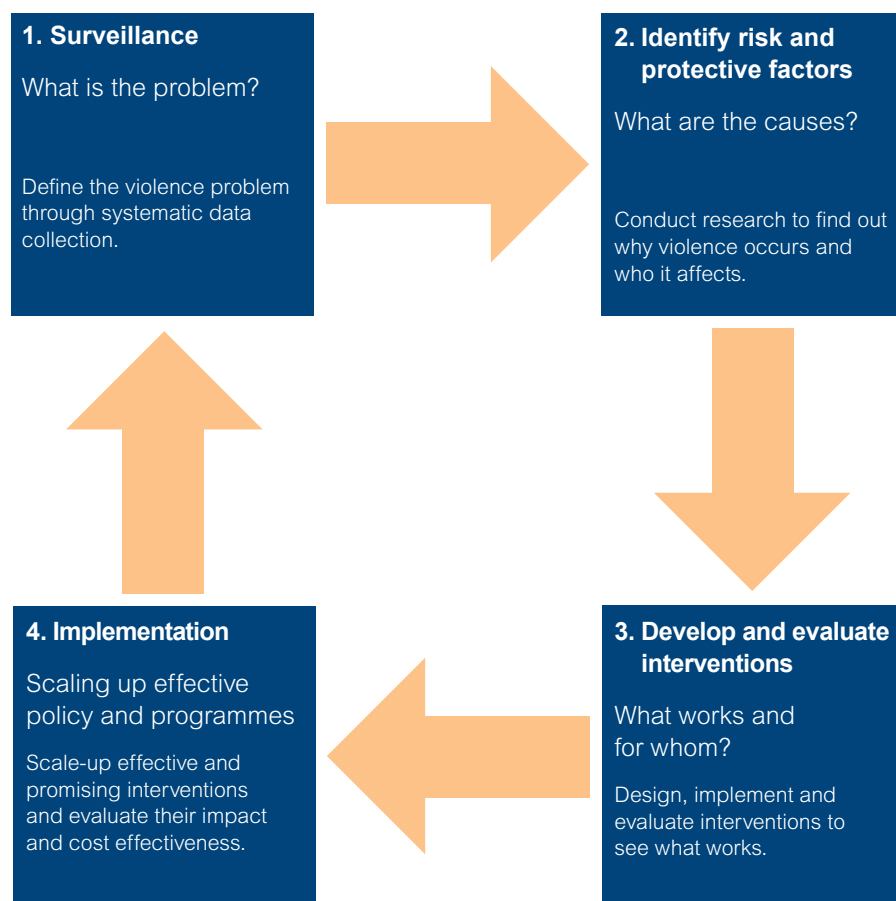 1. Surveillance
What is the problem?
Define the violence problem
through systematic data
collection.
2. Identify risk and
protective factors
What are the causes?
Conduct research to find out
why violence occurs and
who it affects.
3. Develop and evaluate
interventions
What works and
for whom?
Design, implement and
evaluate interventions to
see what works.
4. Implementation
Scaling up effective
policy and programmes
Scale-up effective and
promising interventions
and evaluate their impact
and cost effectiveness.